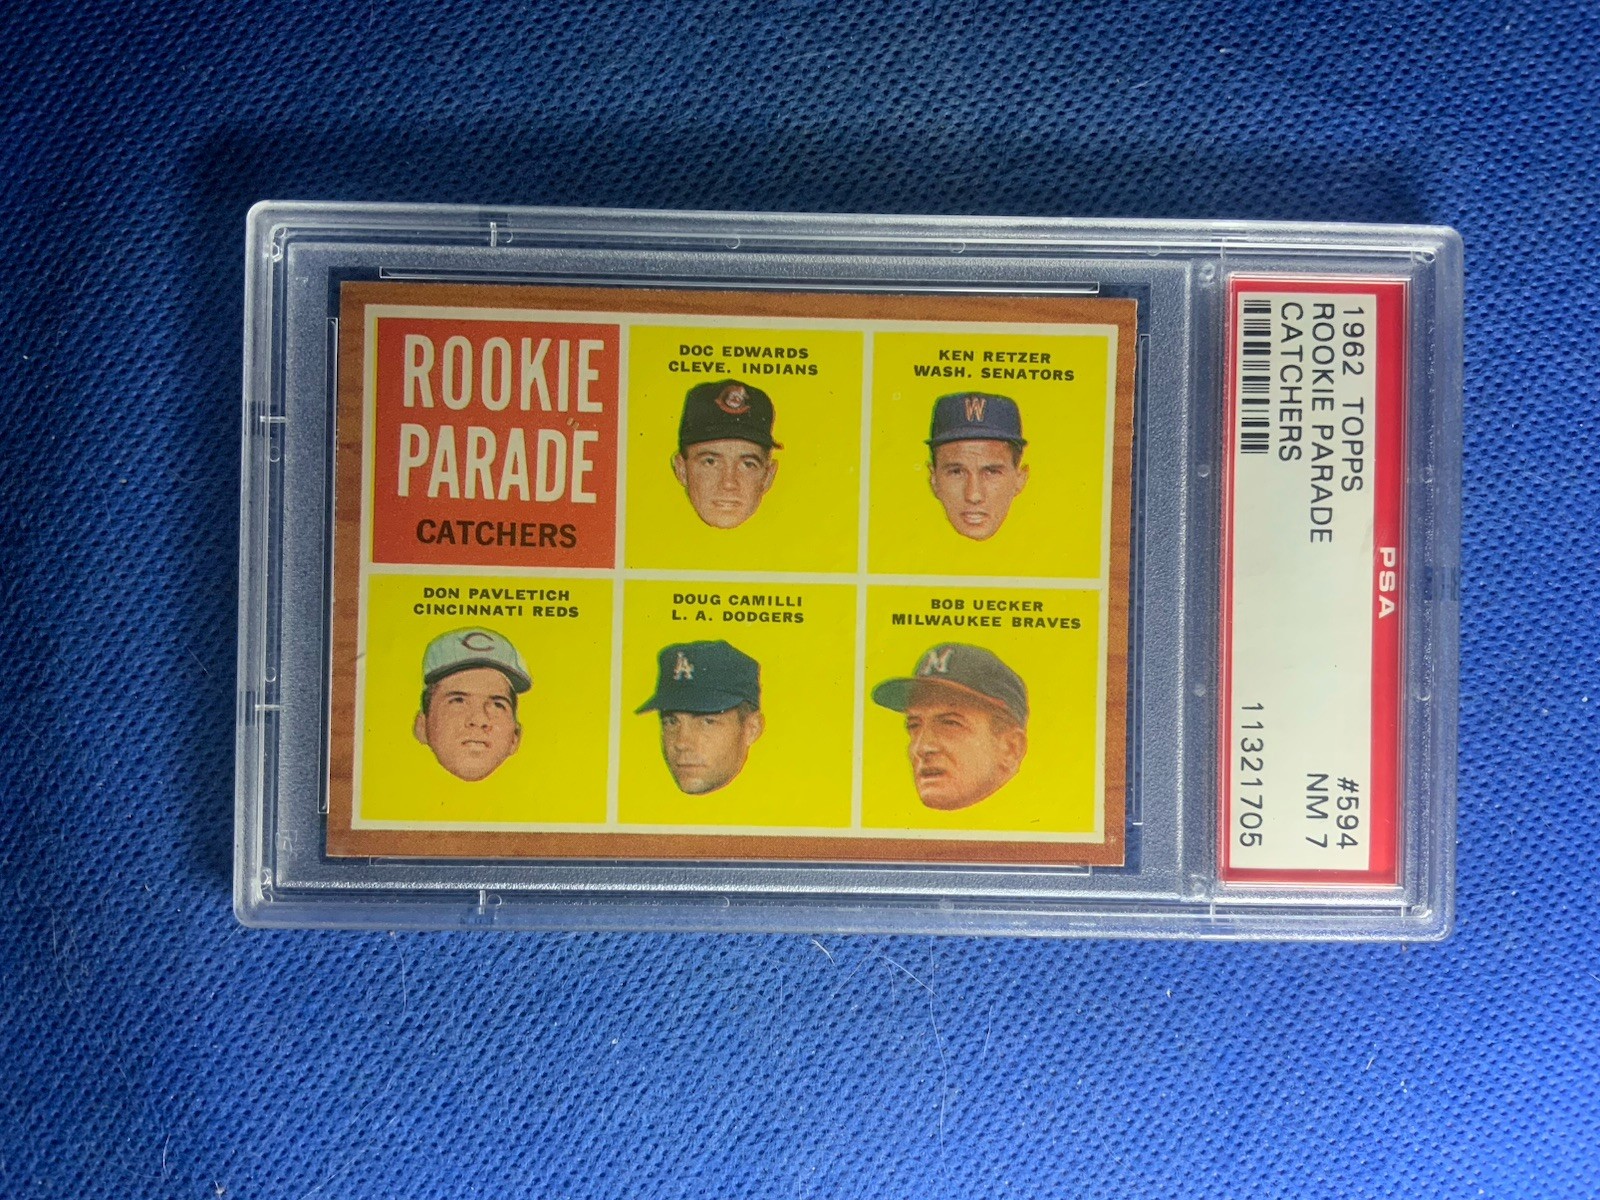 ROOKIE
PARADE
CATCHERS
DOC EDWARDS
CLEVE. INDIANS
C
KEN RETZER
WASH. SENATORS
W
DON PAVLETICH
CINCINNATI REDS
C
DOUG CAMILLI
L. A. DODGERS
A
BOB UECKER
MILWAUKEE BRAVES
M
PSA
1962 TOPPS #594
ROOKIE PARADE NM 7
CATCHERS
11321705